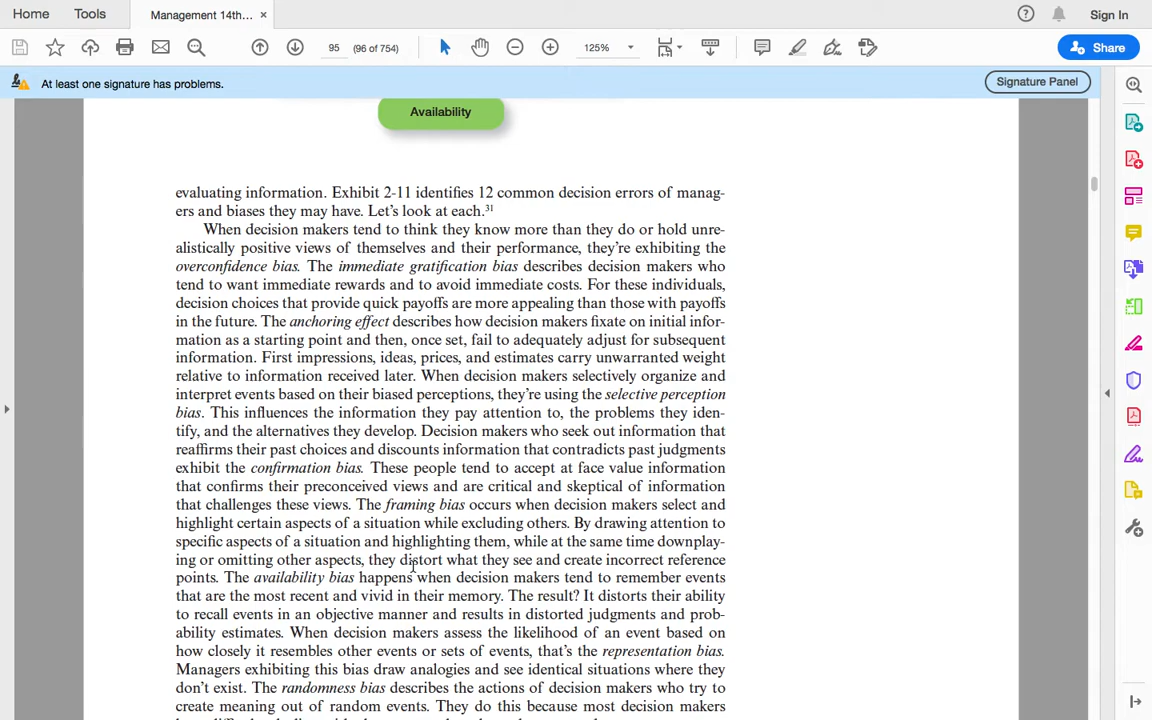 Home Tools Management 14th... × Sign In
95 (96 of 754) 125% Share
At least one signature has problems. Signature Panel
Availability
evaluating information. Exhibit 2-11 identifies 12 common decision errors of manag-
ers and biases they may have. Let's look at each.31
When decision makers tend to think they know more than they do or hold unre-
alistically positive views of themselves and their performance, they're exhibiting the
overconfidence bias. The immediate gratification bias describes decision makers who
tend to want immediate rewards and to avoid immediate costs. For these individuals,
decision choices that provide quick payoffs are more appealing than those with payoffs
in the future. The anchoring effect describes how decision makers fixate on initial infor-
mation as a starting point and then, once set, fail to adequately adjust for subsequent
information. First impressions, ideas, prices, and estimates carry unwarranted weight
relative to information received later. When decision makers selectively organize and
interpret events based on their biased perceptions, they're using the selective perception
bias. This influences the information they pay attention to, the problems they iden-
tify, and the alternatives they develop. Decision makers who seek out information that
reaffirms their past choices and discounts information that contradicts past judgments
exhibit the confirmation bias. These people tend to accept at face value information
that confirms their preconceived views and are critical and skeptical of information
that challenges these views. The framing bias occurs when decision makers select and
highlight certain aspects of a situation while excluding others. By drawing attention to
specific aspects of a situation and highlighting them, while at the same time downplay-
ing or omitting other aspects, they distort what they see and create incorrect reference
points. The availability bias happens when decision makers tend to remember events
that are the most recent and vivid in their memory. The result? It distorts their ability
to recall events in an objective manner and results in distorted judgments and prob-
ability estimates. When decision makers assess the likelihood of an event based on
how closely it resembles other events or sets of events, that's the representation bias.
Managers exhibiting this bias draw analogies and see identical situations where they
don't exist. The randomness bias describes the actions of decision makers who try to
create meaning out of random events. They do this because most decision makers